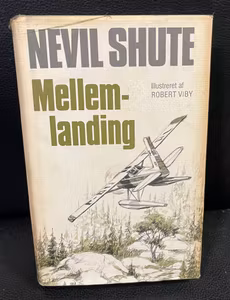 NEVIL SHUTE
Mellem-
landing
Illustreret af
ROBERT VIBY